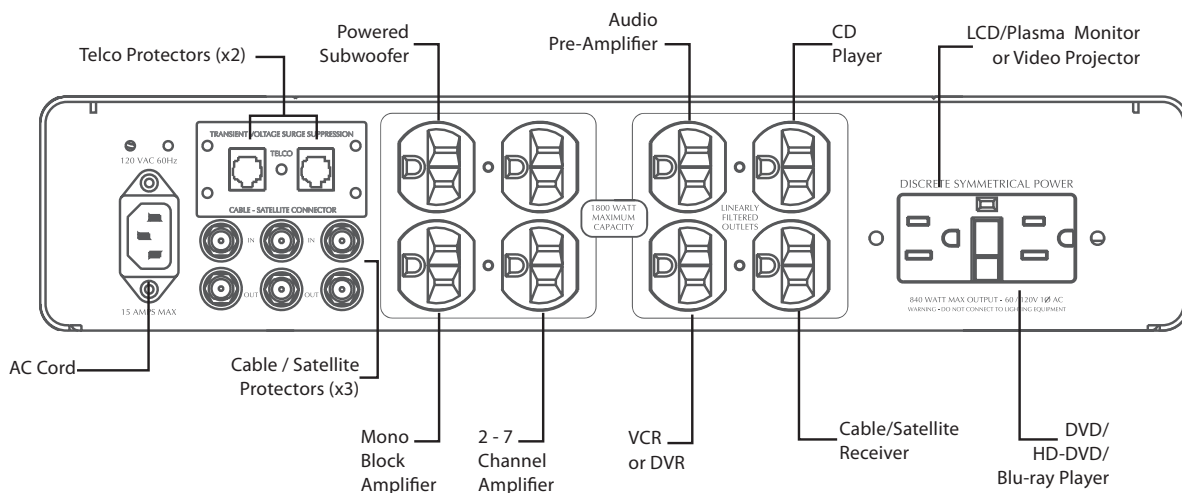 Telco Protectors (x2)
Powered
Subwoofer
Audio
Pre-Amplifier
CD
Player
LCD/Plasma Monitor
or Video Projector
120 VAC 60Hz
TRANSIENT VOLTAGE SURGE SUPPRESSION
TELCO
CABLE - SATELLITE CONNECTOR
IN
IN
OUT
OUT
15 AMPS MAX
1800 WATT
MAXIMUM
CAPACITY
LINEARLY
FILTERED
OUTLETS
DISCRETE SYMMETRICAL POWER
840 WATT MAX OUTPUT • 60 / 120V 1Ø AC
WARNING • DO NOT CONNECT TO LIGHTING EQUIPMENT
AC Cord
Cable / Satellite
Protectors (x3)
Mono
Block
Amplifier
2 - 7
Channel
Amplifier
VCR
or DVR
Cable/Satellite
Receiver
DVD/
HD-DVD/
Blu-ray Player